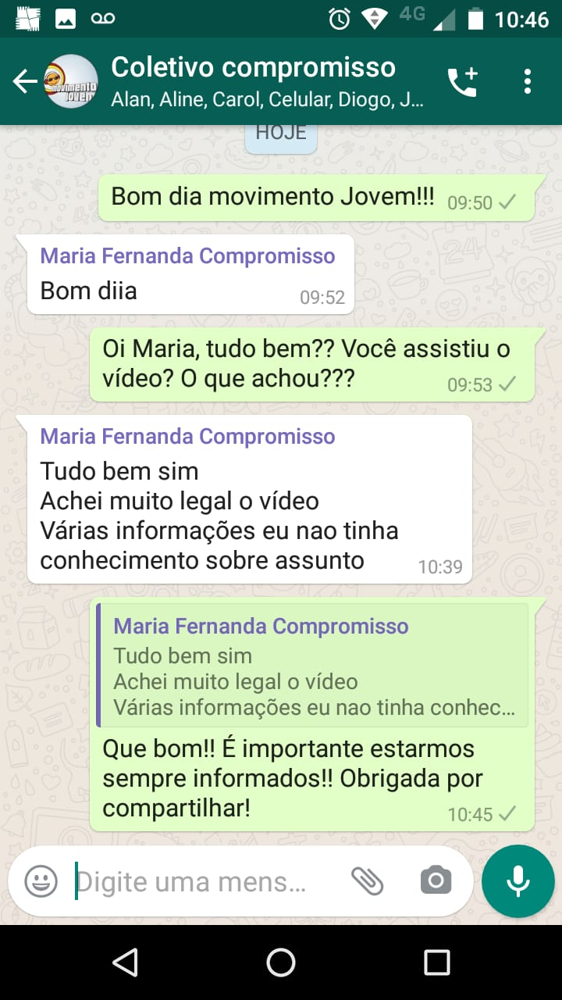 4G 10:46
Coletivo compromisso
Alan, Aline, Carol, Celular, Diogo, J...
movimento
JOVEM
HOJE
Bom dia movimento Jovem!!! 09:50
Maria Fernanda Compromisso
Bom diia 09:52
Oi Maria, tudo bem?? Você assistiu o
vídeo? O que achou??? 09:53
Maria Fernanda Compromisso
Tudo bem sim
Achei muito legal o vídeo
Várias informações eu nao tinha
conhecimento sobre assunto 10:39
Maria Fernanda Compromisso
Tudo bem sim
Achei muito legal o vídeo
Várias informações eu nao tinha conhec...
Que bom!! É importante estarmos
sempre informados!! Obrigada por
compartilhar! 10:45
Digite uma mens...